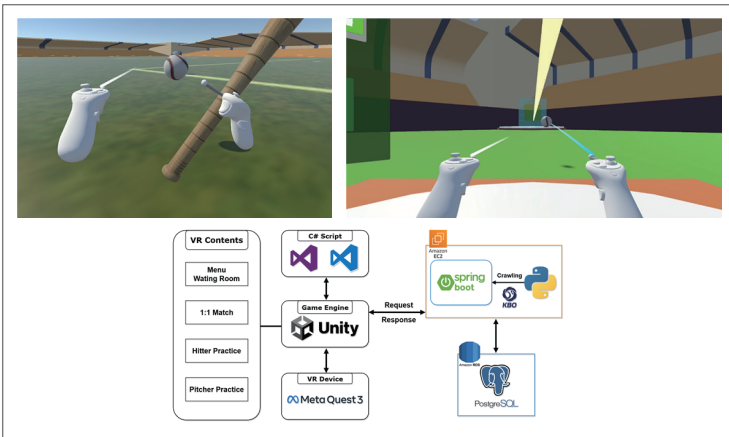 VR Contents
Menu
Wating Room
1:1 Match
Hitter Practice
Pitcher Practice
C# Script
Game Engine
Unity
VR Device
Meta Quest 3
Request
Response
Amazon
EC2
spring
boot
Crawling
KBO
Amazon RDS
PostgreSQL